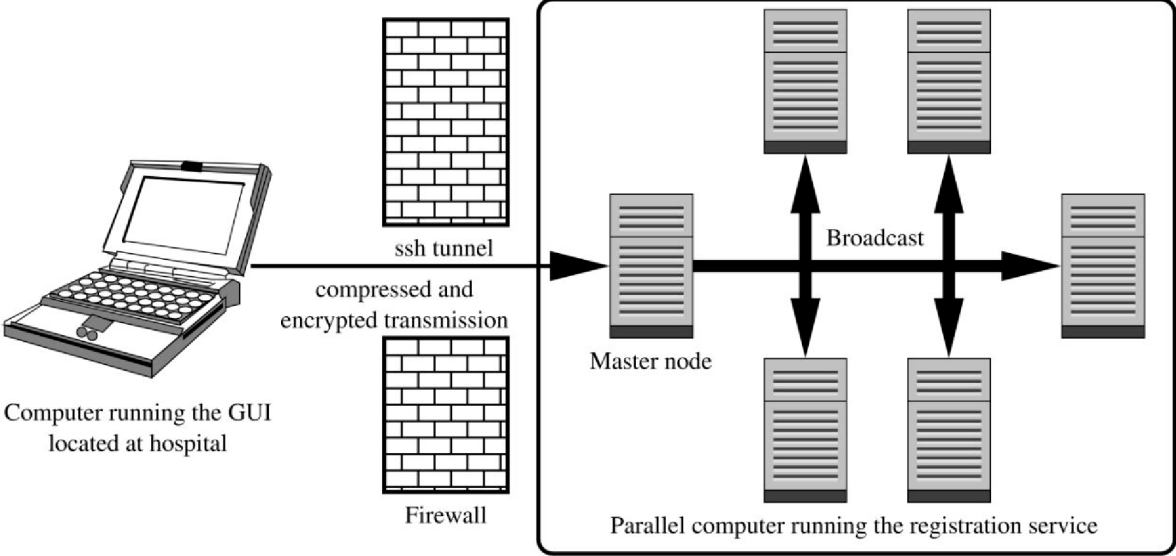 ssh tunnel
compressed and
encrypted transmission
Firewall
Computer running the GUI
located at hospital
Master node
Broadcast
Parallel computer running the registration service